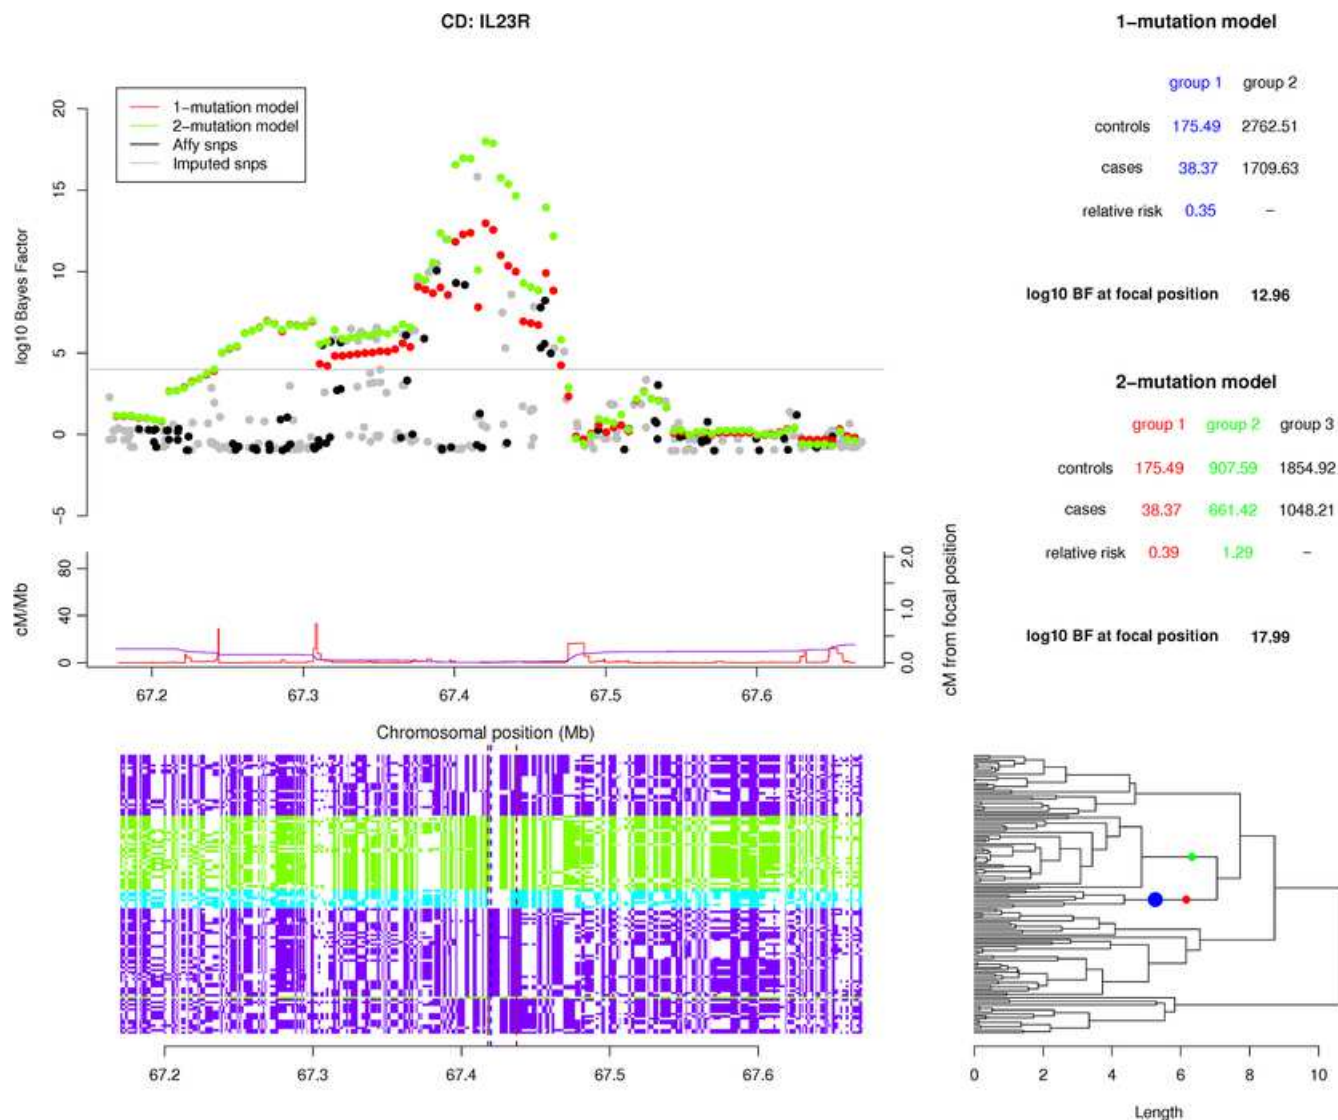 CD: IL23R
1−mutation model
2−mutation model
Affy snps
Imputed snps
log10 Bayes Factor
20
15
10
5
0
−5
cM/Mb
80
40
0
2.0
1.0
0.0
cM from focal position
67.2 67.3 67.4 67.5 67.6
Chromosomal position (Mb)
67.2 67.3 67.4 67.5 67.6
1−mutation model
group 1 group 2
controls 175.49 2762.51
cases 38.37 1709.63
relative risk 0.35 −
log10 BF at focal position 12.96
2−mutation model
group 1 group 2 group 3
controls 175.49 907.59 1854.92
cases 38.37 661.42 1048.21
relative risk 0.39 1.29 −
log10 BF at focal position 17.99
0 2 4 6 8 10
Length